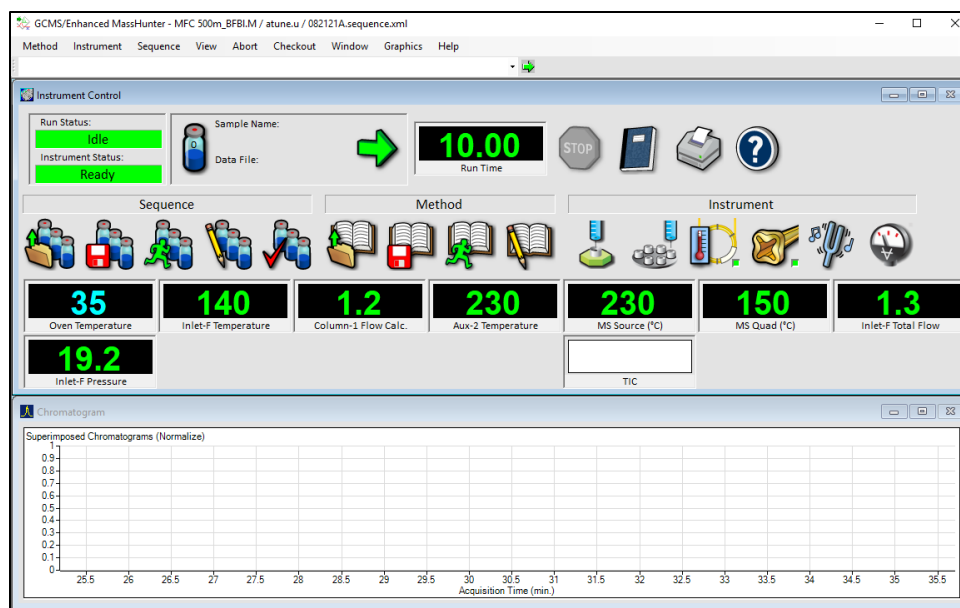 GCMS/Enhanced MassHunter - MFC 500m_BFBI.M / atune.u / 082121A.sequence.xml
Method Instrument Sequence View Abort Checkout Window Graphics Help
Instrument Control
Run Status:
Idle
Instrument Status:
Ready
0
Sample Name:
Data File:
10.00
Run Time
STOP
?
Sequence Method Instrument
35
Oven Temperature
140
Inlet-F Temperature
1.2
Column-1 Flow Calc.
230
Aux-2 Temperature
230
MS Source (°C)
150
MS Quad (°C)
1.3
Inlet-F Total Flow
19.2
Inlet-F Pressure
TIC
Chromatogram
Superimposed Chromatograms (Normalize)
1
0.9
0.8
0.7
0.6
0.5
0.4
0.3
0.2
0.1
0
25.5 26 26.5 27 27.5 28 28.5 29 29.5 30 30.5 31 31.5 32 32.5 33 33.5 34 34.5 35 35.5
Acquisition Time (min.)